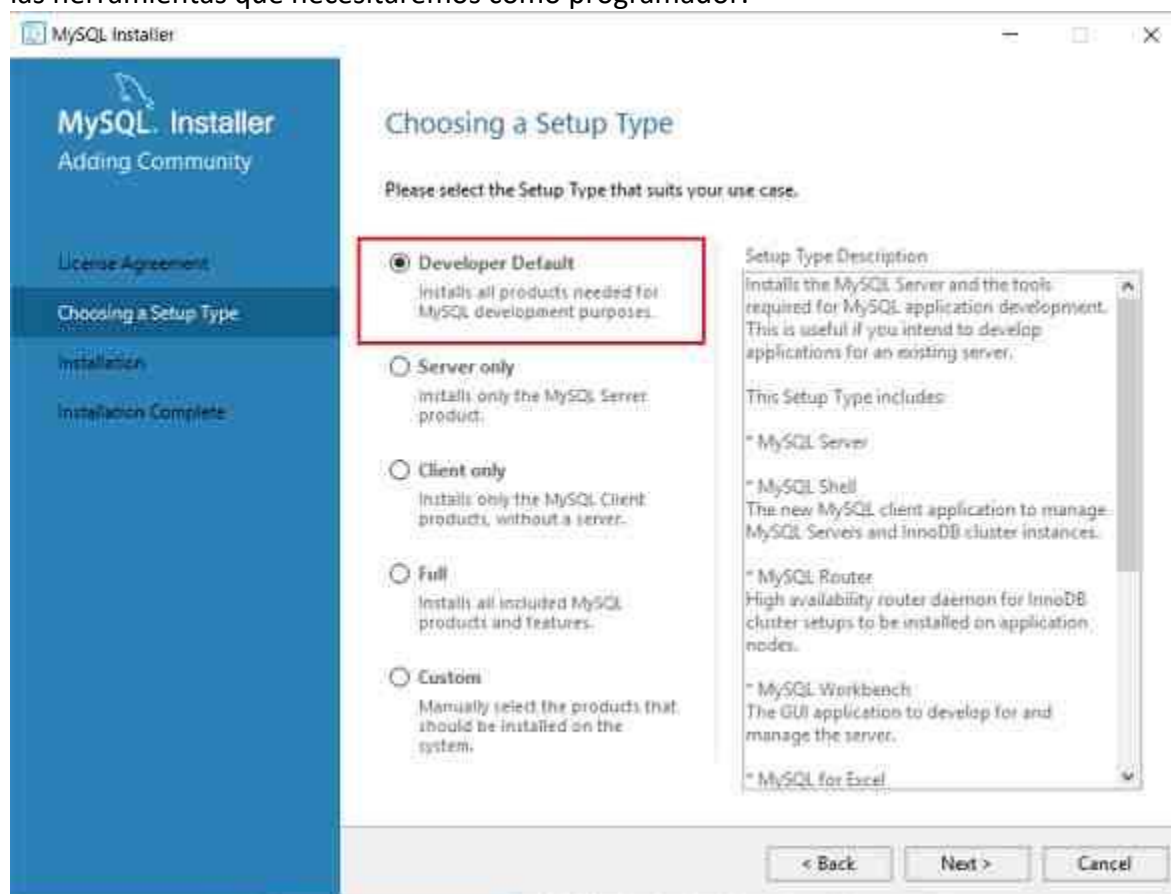 las herramientas que necesitaremos como programador.
MySQL Installer
MySQL. Installer
Adding Community
License Agreement
Choosing a Setup Type
Installation
Installation Complete
Choosing a Setup Type
Please select the Setup Type that suits your use case.
Developer Default
Installs all products needed for
MySQL development purposes.
Server only
Installs only the MySQL Server
product.
Client only
Installs only the MySQL Client
products, without a server.
Full
Installs all included MySQL
products and features.
Custom
Manually select the products that
should be installed on the
system.
Setup Type Description
Installs the MySQL Server and the tools
required for MySQL application development.
This is useful if you intend to develop
applications for an existing server.
This Setup Type includes:
* MySQL Server
* MySQL Shell
The new MySQL client application to manage
MySQL Servers and InnoDB cluster instances.
* MySQL Router
High availability router daemon for InnoDB
cluster setups to be installed on application
nodes.
* MySQL Workbench
The GUI application to develop for and
manage the server.
* MySQL for Excel
< Back
Next >
Cancel